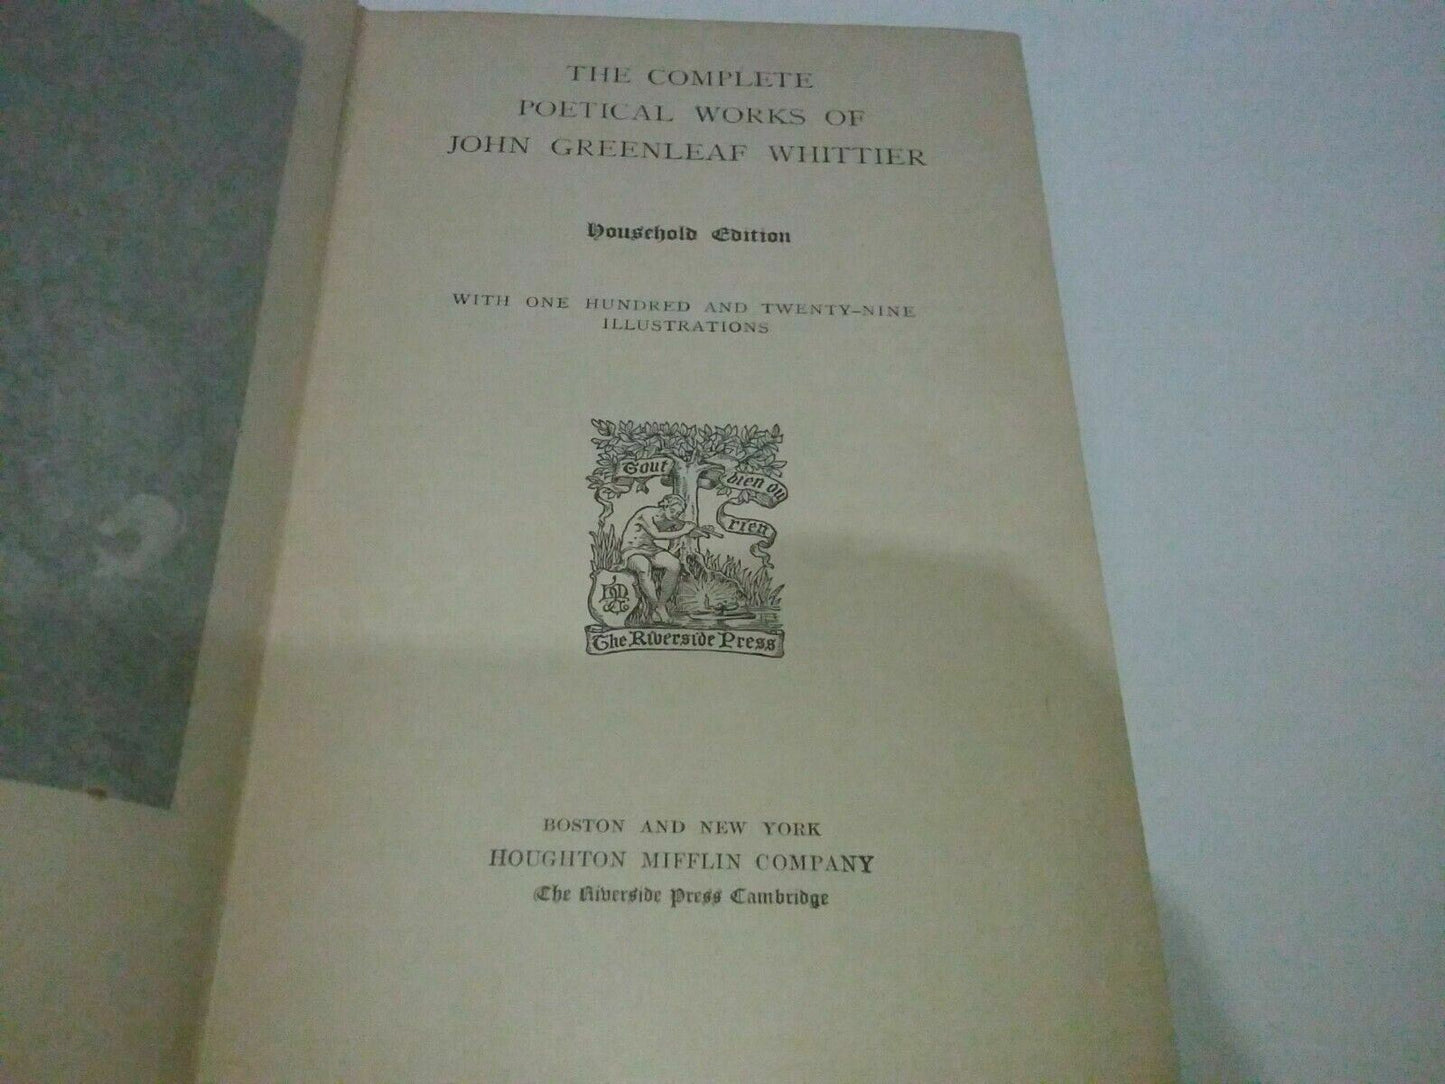 THE COMPLETE
POETICAL WORKS OF
JOHN GREENLEAF WHITTIER
Household Edition
WITH ONE HUNDRED AND TWENTY-NINE
ILLUSTRATIONS
Tout
bien ou
rien
The Riverside Press
BOSTON AND NEW YORK
HOUGHTON MIFFLIN COMPANY
The Riverside Press Cambridge